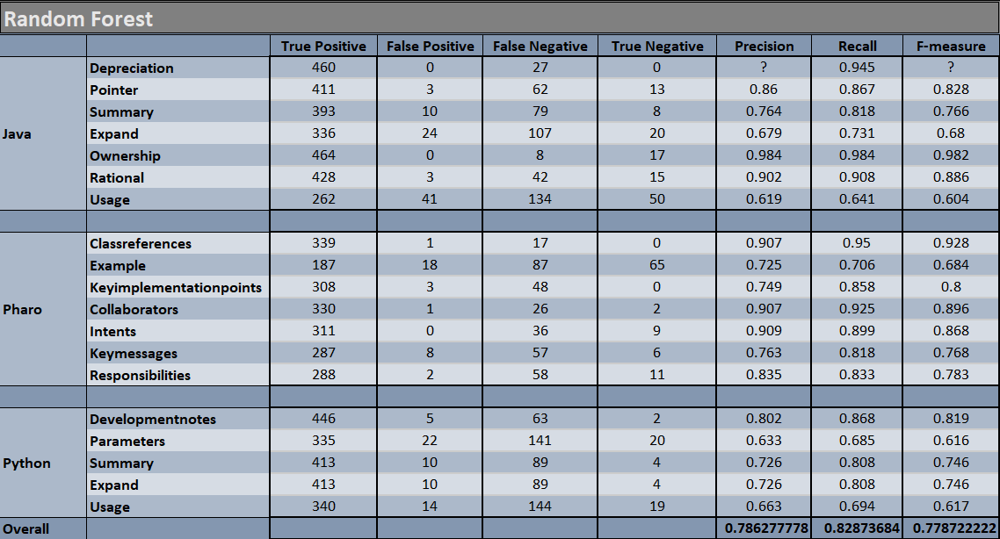 Random Forest
True Positive False Positive False Negative True Negative Precision Recall F-measure
Java
Depreciation 460 0 27 0 ? 0.945 ?
Pointer 411 3 62 13 0.86 0.867 0.828
Summary 393 10 79 8 0.764 0.818 0.766
Expand 336 24 107 20 0.679 0.731 0.68
Ownership 464 0 8 17 0.984 0.984 0.982
Rational 428 3 42 15 0.902 0.908 0.886
Usage 262 41 134 50 0.619 0.641 0.604
Pharo
Classreferences 339 1 17 0 0.907 0.95 0.928
Example 187 18 87 65 0.725 0.706 0.684
Keyimplementationpoints 308 3 48 0 0.749 0.858 0.8
Collaborators 330 1 26 2 0.907 0.925 0.896
Intents 311 0 36 9 0.909 0.899 0.868
Keymessages 287 8 57 6 0.763 0.818 0.768
Responsibilities 288 2 58 11 0.835 0.833 0.783
Python
Developmentnotes 446 5 63 2 0.802 0.868 0.819
Parameters 335 22 141 20 0.633 0.685 0.616
Summary 413 10 89 4 0.726 0.808 0.746
Expand 413 10 89 4 0.726 0.808 0.746
Usage 340 14 144 19 0.663 0.694 0.617
Overall 0.786277778 0.82873684 0.778722222